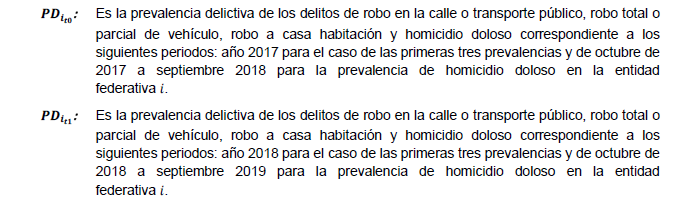 PD_{i_{t0}}: Es la prevalencia delictiva de los delitos de robo en la calle o transporte público, robo total o
parcial de vehículo, robo a casa habitación y homicidio doloso correspondiente a los
siguientes periodos: año 2017 para el caso de las primeras tres prevalencias y de octubre de
2017 a septiembre 2018 para la prevalencia de homicidio doloso en la entidad
federativa i.
PD_{i_{t1}}: Es la prevalencia delictiva de los delitos de robo en la calle o transporte público, robo total o
parcial de vehículo, robo a casa habitación y homicidio doloso correspondiente a los
siguientes periodos: año 2018 para el caso de las primeras tres prevalencias y de octubre de
2018 a septiembre 2019 para la prevalencia de homicidio doloso en la entidad
federativa i.